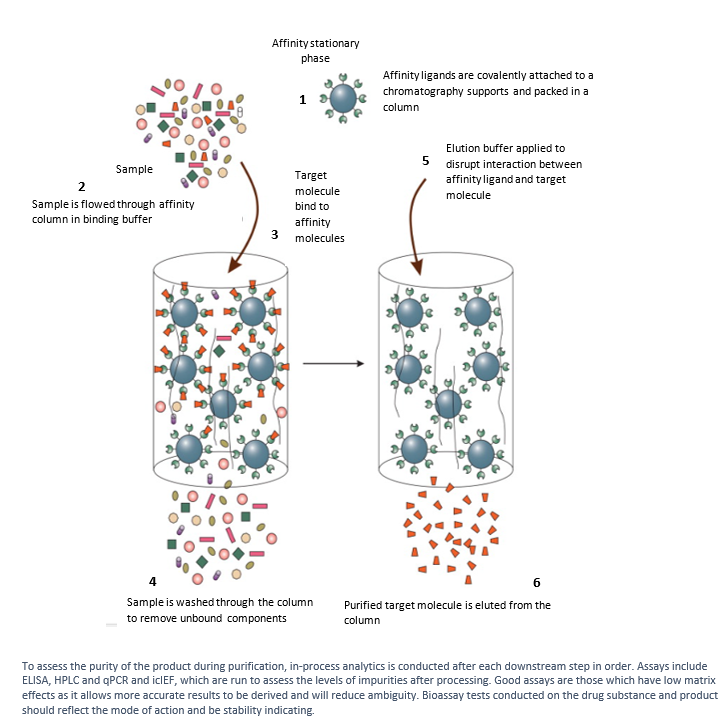 Affinity stationary
phase
1
Affinity ligands are covalently attached to a
chromatography supports and packed in a
column
Sample
2
Sample is flowed through affinity
column in binding buffer
3
Target
molecule
bind to
affinity
molecules
5
Elution buffer applied to
disrupt interaction between
affinity ligand and target
molecule
4
Sample is washed through the column
to remove unbound components
6
Purified target molecule is eluted from the
column
To assess the purity of the product during purification, in-process analytics is conducted after each downstream step in order. Assays include
ELISA, HPLC and qPCR and icIEF, which are run to assess the levels of impurities after processing. Good assays are those which have low matrix
effects as it allows more accurate results to be derived and will reduce ambiguity. Bioassay tests conducted on the drug substance and product
should reflect the mode of action and be stability indicating.